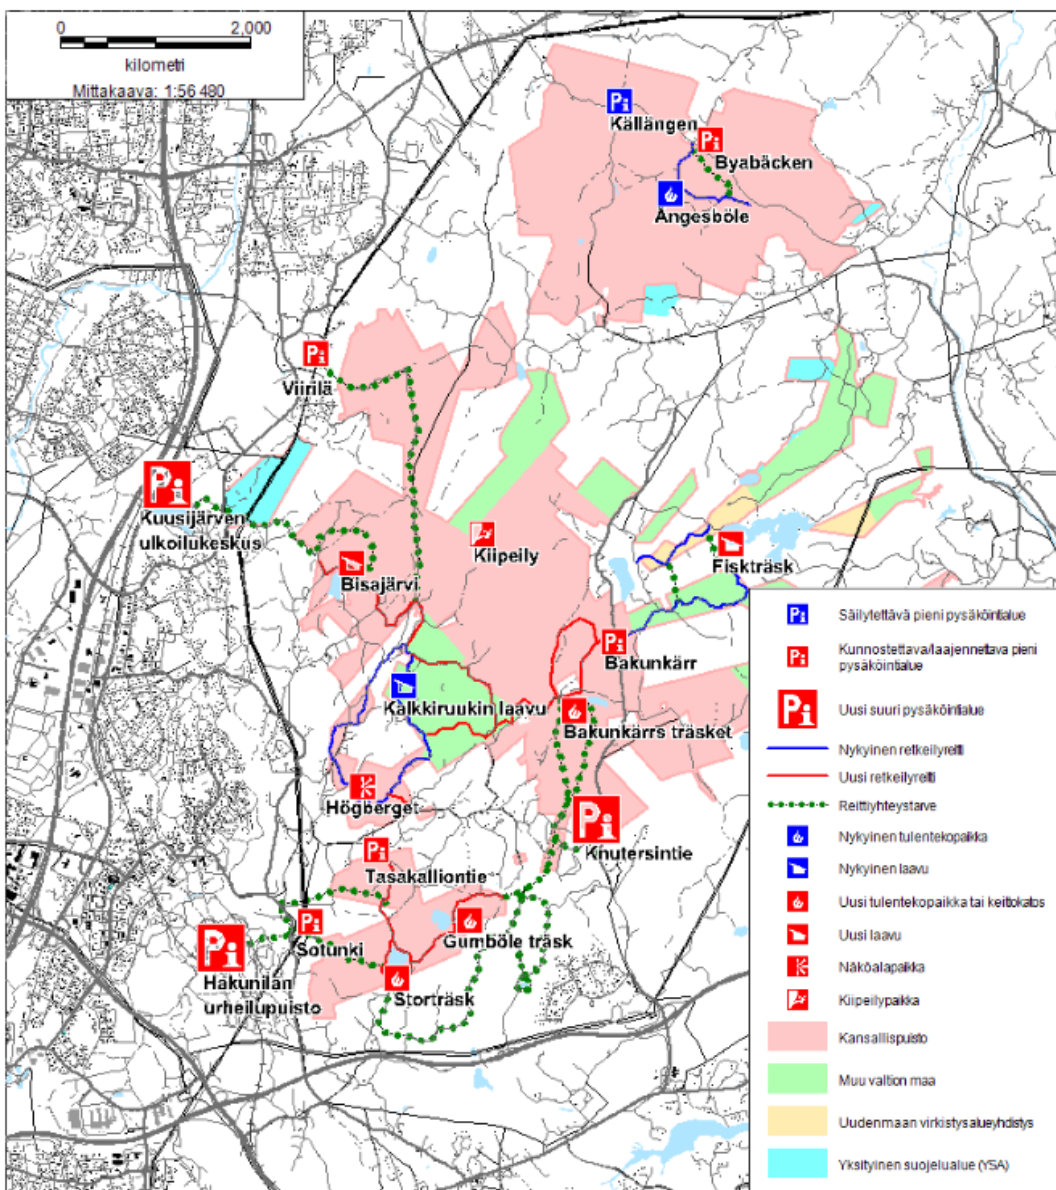 0 2,000
kilometri
Mittakaava: 1:56 480
Källängen
Byabäcken
Ångesböle
Viirilä
Kuusijärven
ulkoilukeskus
Kiipeily
Bisajärvi
Fiskträsk
Bakunkärr
Kalkkiruukin laavu
Bakunkärrs träsket
Högberget
Knutersintie
Tasakalliontie
Sotunki
Gumböle träsk
Hakunilan
urheilupuisto
Storträsk
Säilytettävä pieni pysäköintialue
Kunnostettava/laajennettava pieni
pysäköintialue
Uusi suuri pysäköintialue
Nykyinen retkeilyreitti
Uusi retkeilyreitti
Reittiyhteystarve
Nykyinen tulentekopaikka
Nykyinen laavu
Uusi tulentekopaikka tai keittokatos
Uusi laavu
Näköalapaikka
Kiipeilypaikka
Kansallispuisto
Muu valtion maa
Uudenmaan virkistysalueyhdistys
Yksityinen suojelualue (YSA)